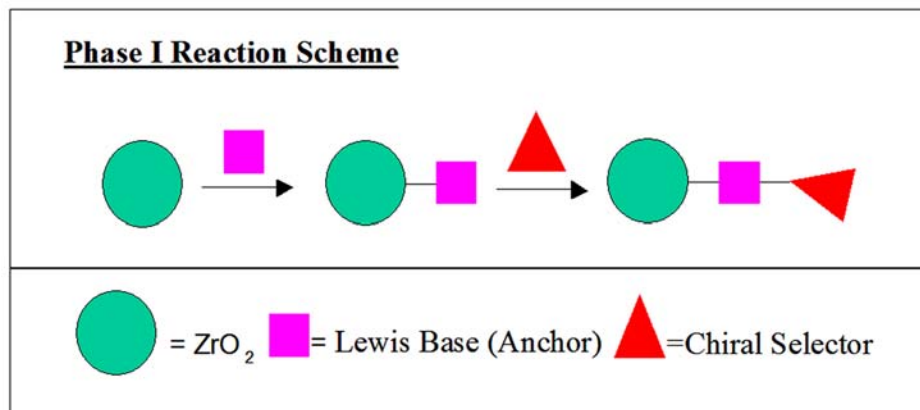 Phase I Reaction Scheme
= ZrO₂ = Lewis Base (Anchor) =Chiral Selector